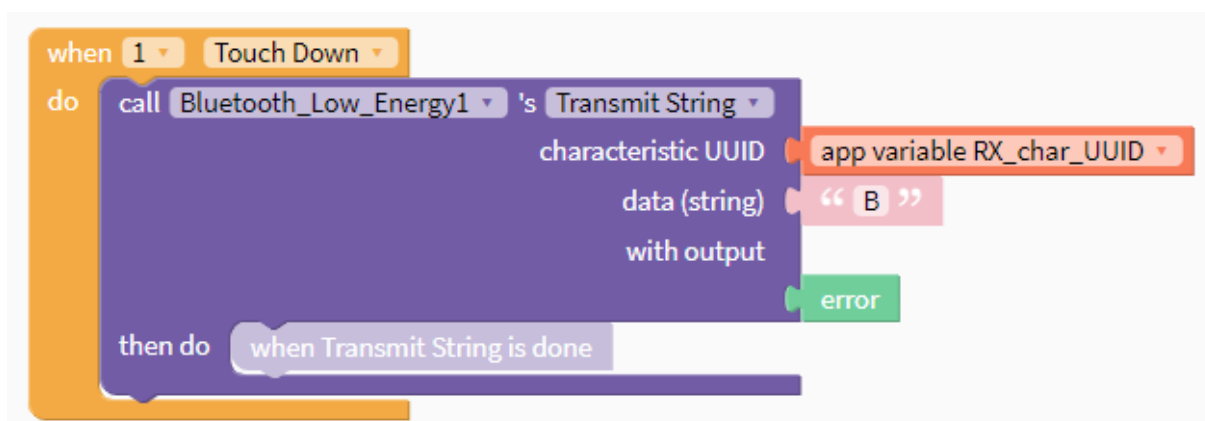 when 1 Touch Down
do call Bluetooth_Low_Energy1 's Transmit String
characteristic UUID app variable RX_char_UUID
data (string) “ B ”
with output
error
then do when Transmit String is done